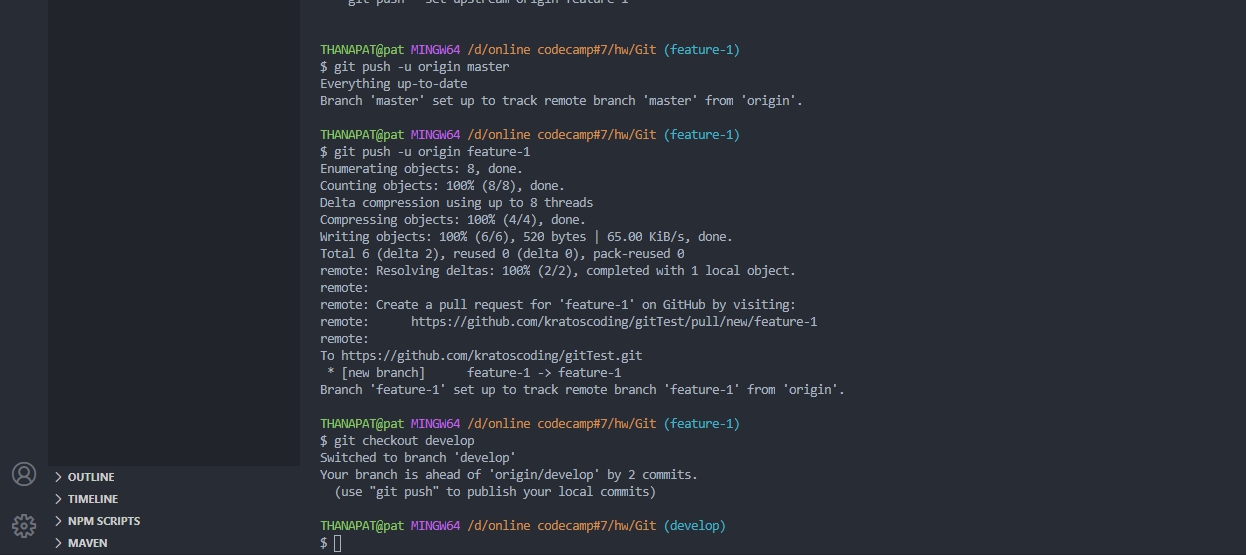 git push --set-upstream origin feature-1
THANAPAT@pat MINGW64 /d/online codecamp#7/hw/Git (feature-1)
$ git push -u origin master
Everything up-to-date
Branch 'master' set up to track remote branch 'master' from 'origin'.
THANAPAT@pat MINGW64 /d/online codecamp#7/hw/Git (feature-1)
$ git push -u origin feature-1
Enumerating objects: 8, done.
Counting objects: 100% (8/8), done.
Delta compression using up to 8 threads
Compressing objects: 100% (4/4), done.
Writing objects: 100% (6/6), 520 bytes | 65.00 KiB/s, done.
Total 6 (delta 2), reused 0 (delta 0), pack-reused 0
remote: Resolving deltas: 100% (2/2), completed with 1 local object.
remote:
remote: Create a pull request for 'feature-1' on GitHub by visiting:
remote:      https://github.com/kratoscoding/gitTest/pull/new/feature-1
remote:
To https://github.com/kratoscoding/gitTest.git
 * [new branch]      feature-1 -> feature-1
Branch 'feature-1' set up to track remote branch 'feature-1' from 'origin'.
THANAPAT@pat MINGW64 /d/online codecamp#7/hw/Git (feature-1)
$ git checkout develop
Switched to branch 'develop'
Your branch is ahead of 'origin/develop' by 2 commits.
  (use "git push" to publish your local commits)
THANAPAT@pat MINGW64 /d/online codecamp#7/hw/Git (develop)
$
OUTLINE
TIMELINE
NPM SCRIPTS
MAVEN